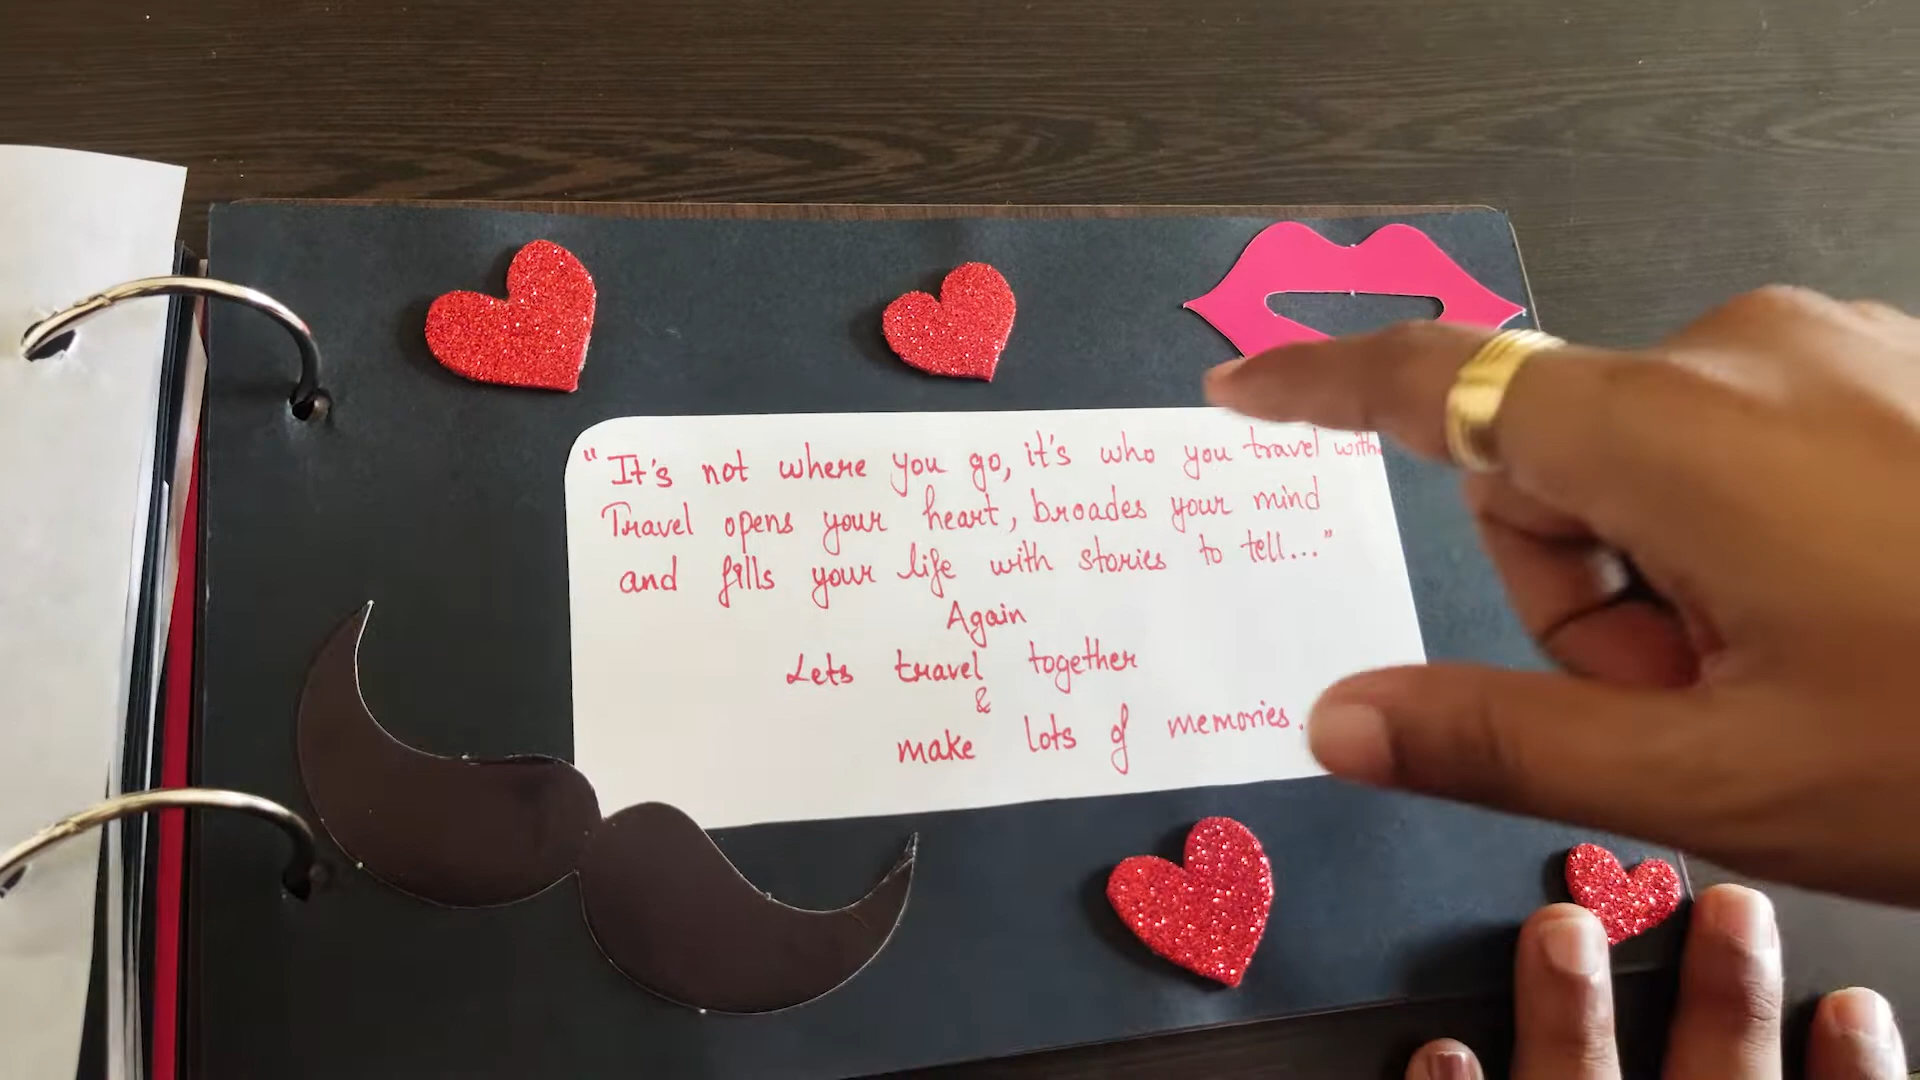 "It's not where you go, it's who you travel with
Travel opens your heart, broades your mind
and fills your life with stories to tell..."
Again
Lets travel together
&
make lots of memories.